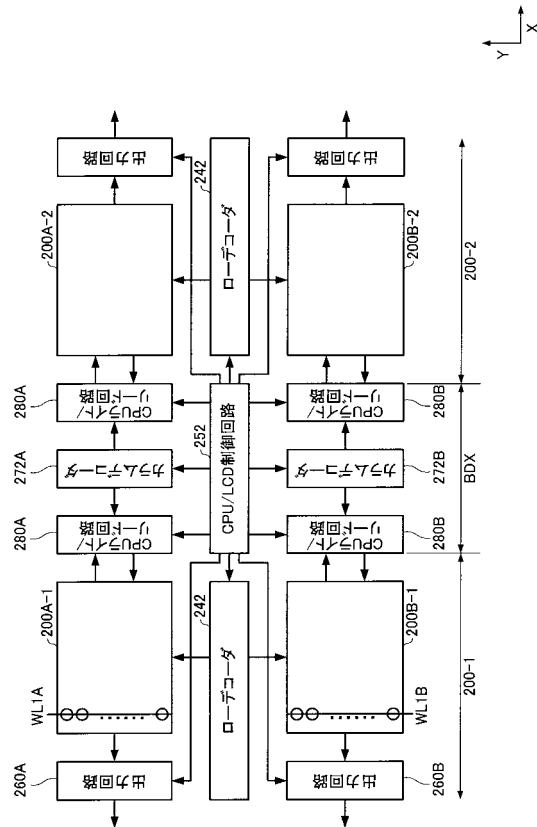 Y
X
出力回路
242
出力回路
200A-2
ローデコーダ
200B-2
200-2
280A
CPUライト/
リード回路
CPUライト/
リード回路
280B
272A
カラムデコーダ
252
CPU/LCD制御回路
カラムデコーダ
272B
BDX
280A
CPUライト/
リード回路
CPUライト/
リード回路
280B
200A-1
242
200B-1
WL1A
ローデコーダ
WL1B
200-1
260A
出力回路
出力回路
260B